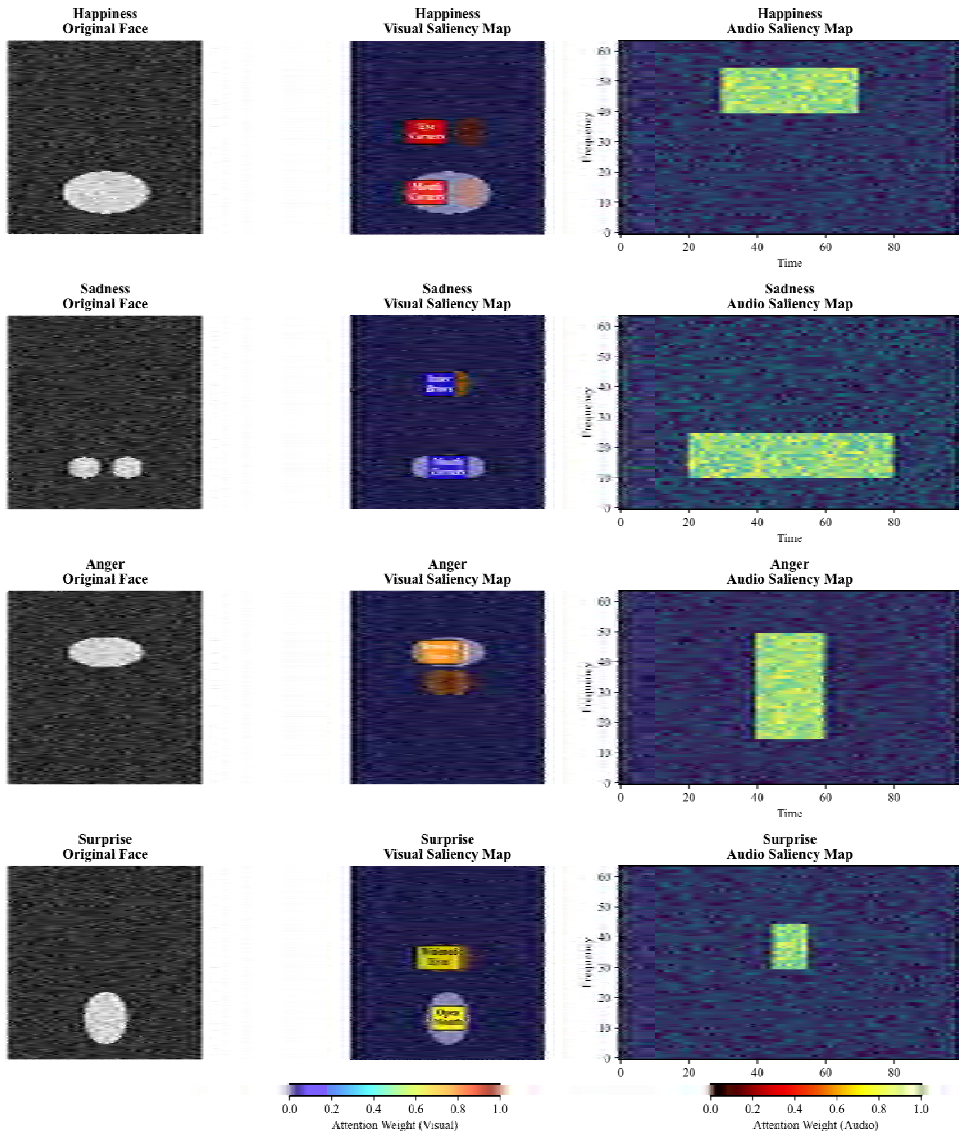 Happiness
Original Face
Happiness
Visual Saliency Map
Happiness
Audio Saliency Map
Eye
Corners
Mouth
Corners
60
50
40
30
20
10
0
Frequency
0 20 40 60 80
Time
Sadness
Original Face
Sadness
Visual Saliency Map
Sadness
Audio Saliency Map
Inner
Brows
Mouth
Corners
60
50
40
30
20
10
0
Frequency
0 20 40 60 80
Time
Anger
Original Face
Anger
Visual Saliency Map
Anger
Audio Saliency Map
60
50
40
30
20
10
0
Frequency
0 20 40 60 80
Time
Surprise
Original Face
Surprise
Visual Saliency Map
Surprise
Audio Saliency Map
Widened
Eyes
Open
Mouth
60
50
40
30
20
10
0
Frequency
0 20 40 60 80
0.0 0.2 0.4 0.6 0.8 1.0
Attention Weight (Visual)
0.0 0.2 0.4 0.6 0.8 1.0
Attention Weight (Audio)